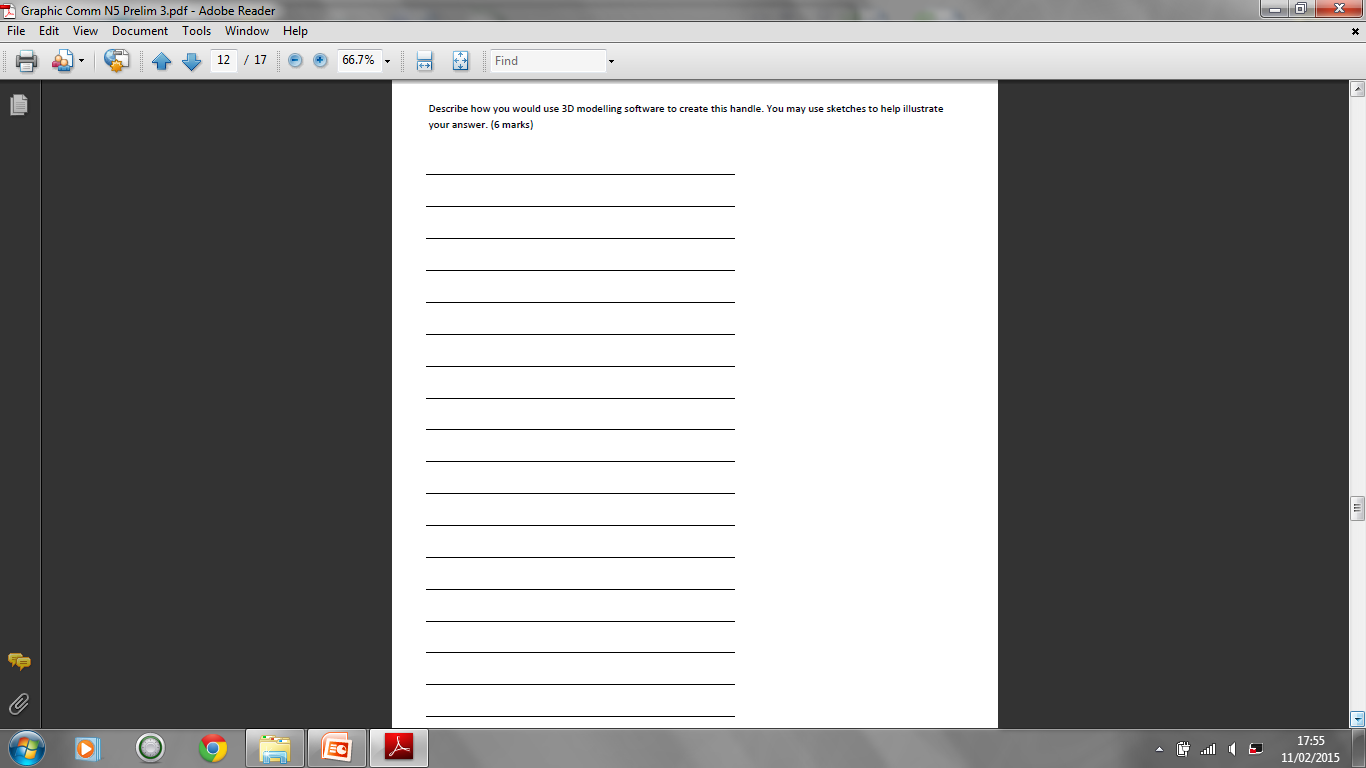 Graphic Comm N5 Prelim 3.pdf - Adobe Reader
File Edit View Document Tools Window Help
12 / 17 66.7% Find
Describe how you would use 3D modelling software to create this handle. You may use sketches to help illustrate
your answer. (6 marks)
17:55
11/02/2015